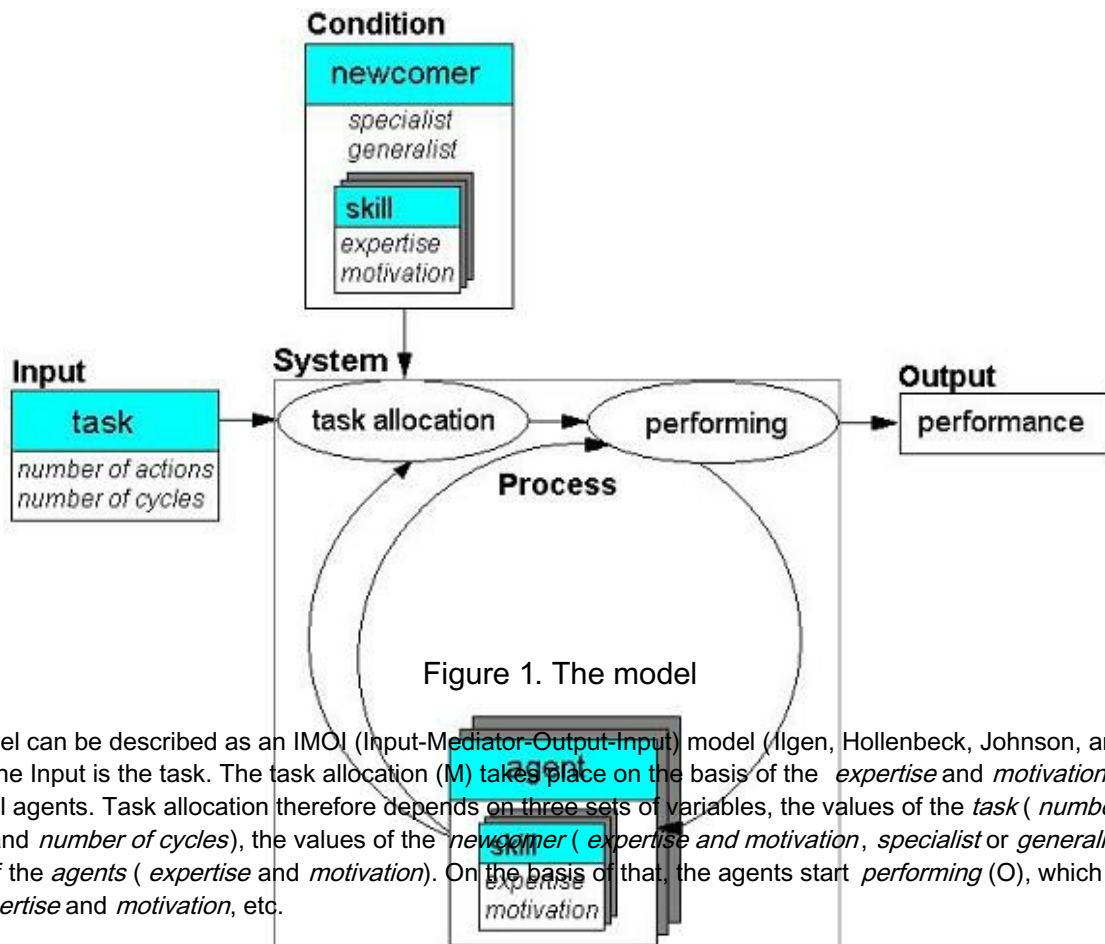 Condition
newcomer
specialist
generalist
skill
expertise
motivation
System
Input
task
number of actions
number of cycles
task allocation
performing
Process
Output
performance
Figure 1. The model
el can be described as an IMOI (Input-Mediator-Output-Input) model (Ilgen, Hollenbeck, Johnson, an
ne Input is the task. The task allocation (M) takes place on the basis of the expertise and motivation
l agents. Task allocation therefore depends on three sets of variables, the values of the task ( numbe
and number of cycles), the values of the newcomer ( expertise and motivation, specialist or generali
f the agents ( expertise and motivation). On the basis of that, the agents start performing (O), which
pertise and motivation, etc.
agent
skill
expertise
motivation